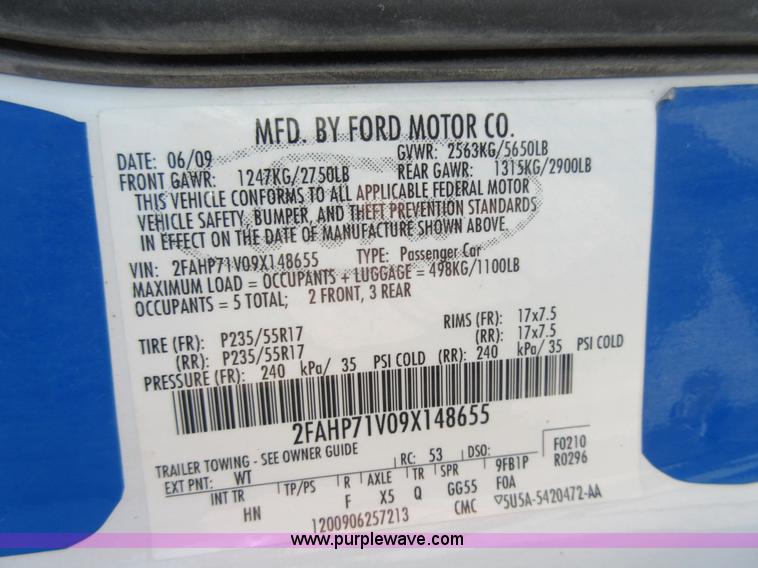 MFD. BY FORD MOTOR CO.
DATE: 06/09 GVWR: 2563KG/5650LB
FRONT GAWR: 1247KG/2750LB REAR GAWR: 1315KG/2900LB
THIS VEHICLE CONFORMS TO ALL APPLICABLE FEDERAL MOTOR
VEHICLE SAFETY, BUMPER, AND THEFT PREVENTION STANDARDS
IN EFFECT ON THE DATE OF MANUFACTURE SHOWN ABOVE
VIN: 2FAHP71V09X148655 TYPE: Passenger Car
MAXIMUM LOAD = OCCUPANTS + LUGGAGE = 498KG/1100LB
OCCUPANTS = 5 TOTAL; 2 FRONT, 3 REAR
TIRE (FR): P235/55R17 RIMS (FR): 17x7.5
(RR): P235/55R17 (RR): 17x7.5
PRESSURE (FR): 240 kPa/ 35 PSI COLD (RR): 240 kPa/ 35 PSI COLD
2FAHP71V09X148655
TRAILER TOWING - SEE OWNER GUIDE RC: 53 DSO: F0210
EXT PNT: WT 9FB1P R0296
INT TR TP/PS R AXLE TR SPR F0A
HN F X5 Q GG55
1200906257213 CMC ▽5U5A-5420472-AA
www.purplewave.com